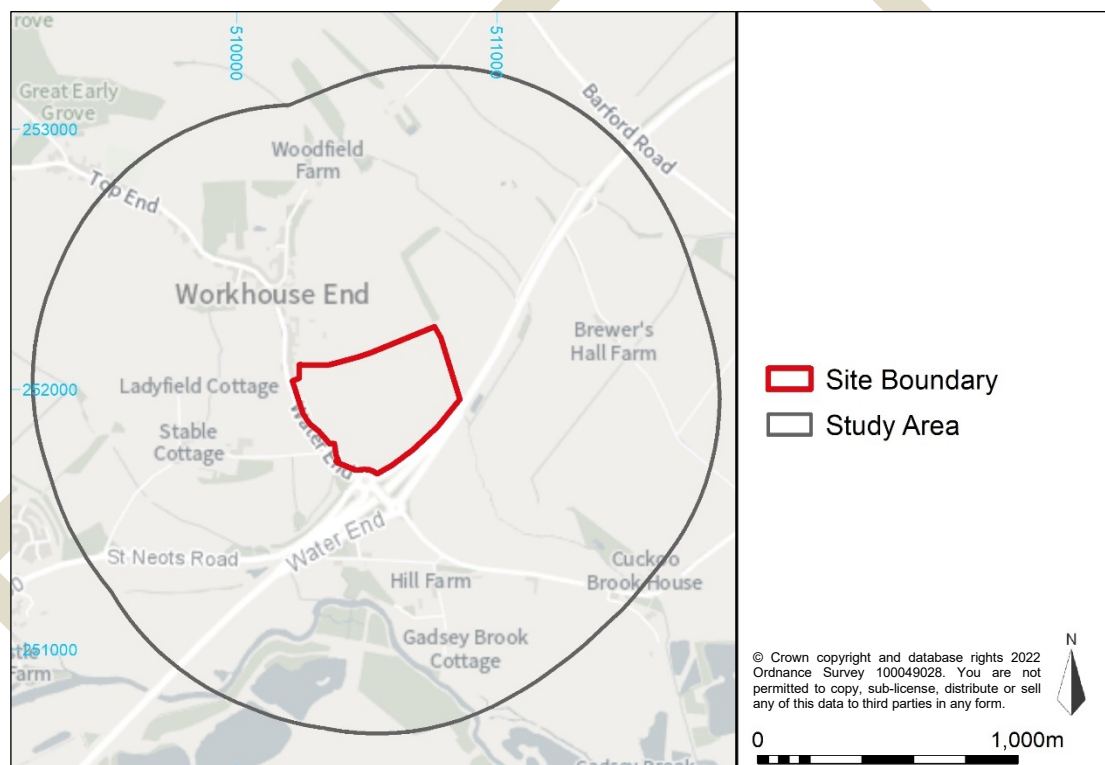 rove
510000
511000
Great Early
Grove
253000
Barford Road
Woodfield
Farm
Top End
Workhouse End
Brewer's
Hall Farm
252000
Ladyfield Cottage
Water End
Stable
Cottage
St Neots Road
Water End
Hill Farm
Cuckoo
Brook House
Gadsey Brook
Cottage
251000
stle
Farm
Gadsey Brook
Site Boundary
Study Area
© Crown copyright and database rights 2022
Ordnance Survey 100049028. You are not
permitted to copy, sub-license, distribute or sell
any of this data to third parties in any form.
N
0
1,000m